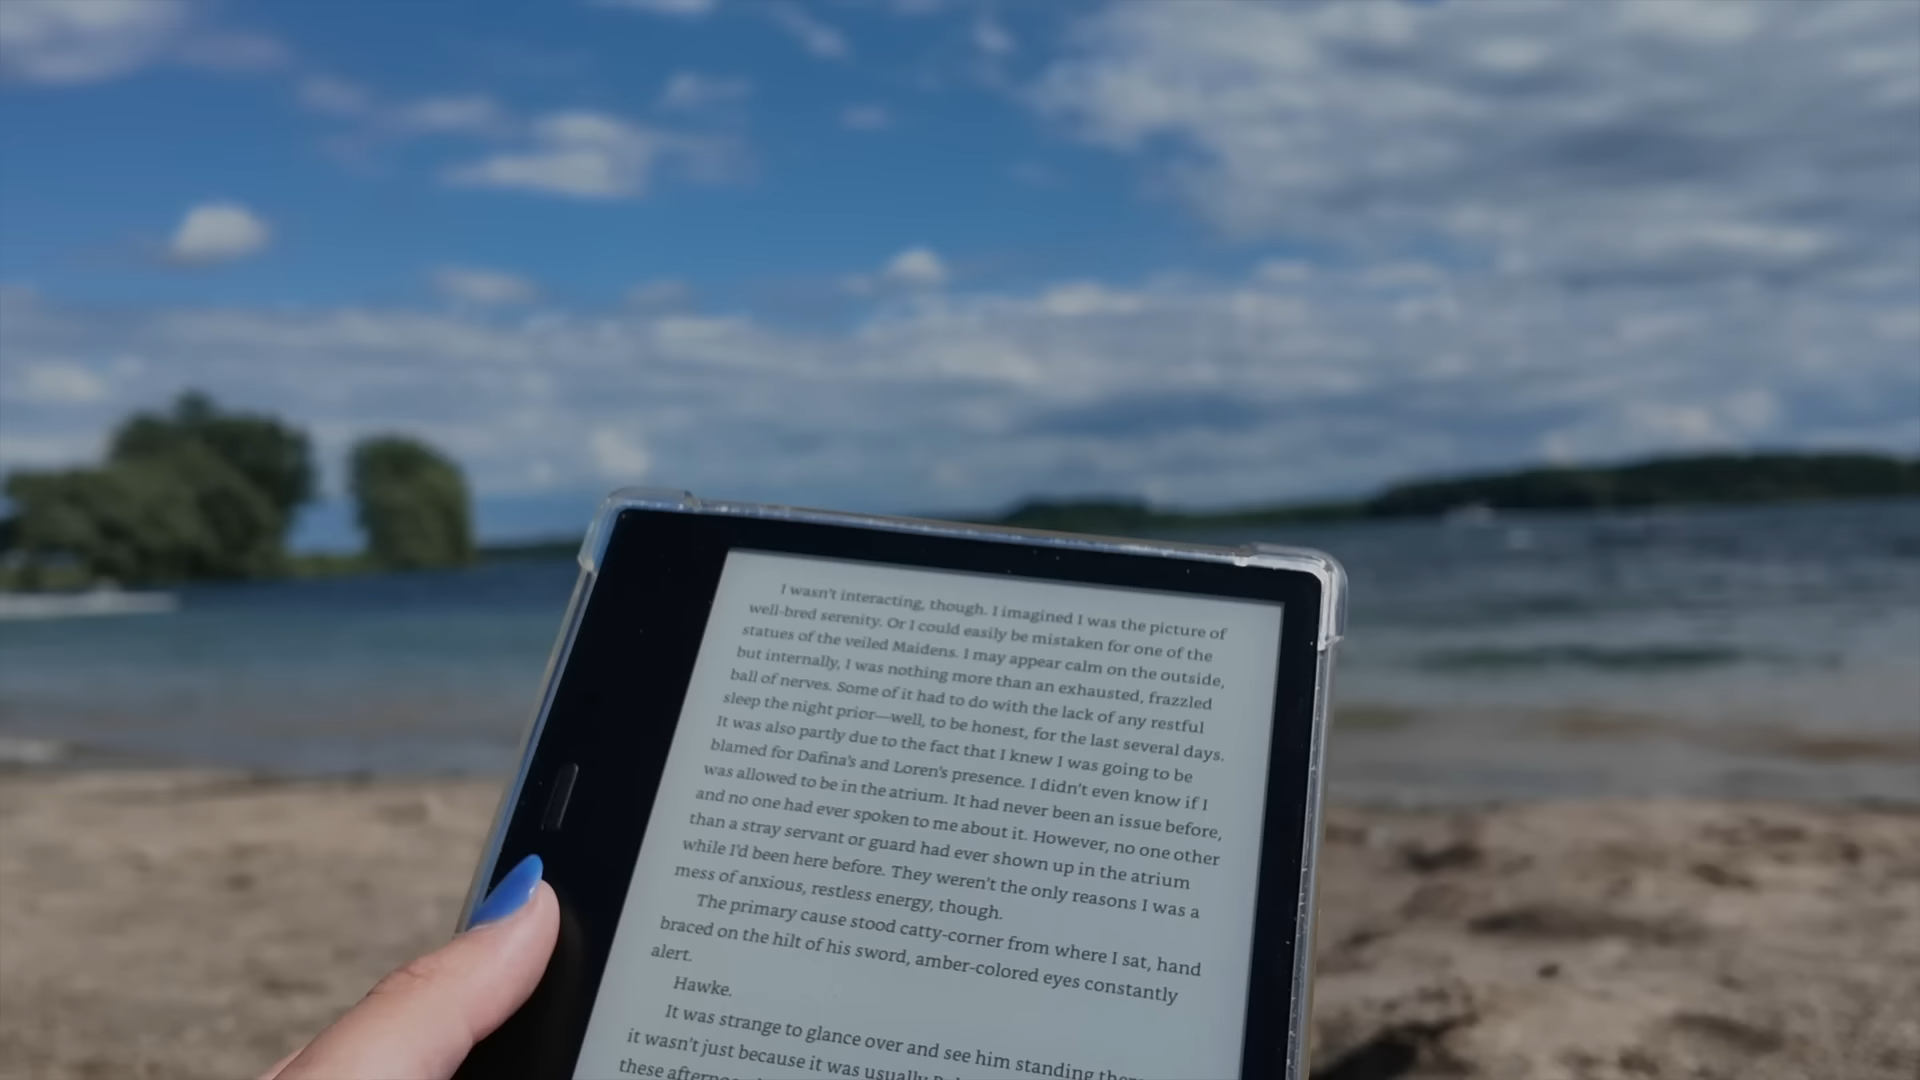 I wasn't interacting, though. I imagined I was the picture of
well-bred serenity. Or I could easily be mistaken for one of the
statues of the veiled Maidens. I may appear calm on the outside,
but internally, I was nothing more than an exhausted, frazzled
ball of nerves. Some of it had to do with the lack of any restful
sleep the night prior—well, to be honest, for the last several days.
It was also partly due to the fact that I knew I was going to be
blamed for Dafina's and Loren's presence. I didn't even know if I
was allowed to be in the atrium. It had never been an issue before,
and no one had ever spoken to me about it. However, no one other
than a stray servant or guard had ever shown up in the atrium
while I'd been here before. They weren't the only reasons I was a
mess of anxious, restless energy, though.
The primary cause stood catty-corner from where I sat, hand
braced on the hilt of his sword, amber-colored eyes constantly
alert.
Hawke.
It was strange to glance over and see him standing
it wasn't just because it was usually
these